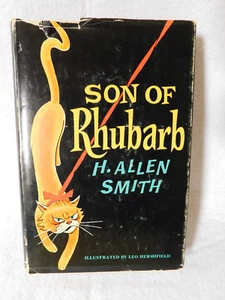 SON OF
Rhubarb
H. ALLEN
SMITH
ILLUSTRATED BY LEO HERSHFIELD